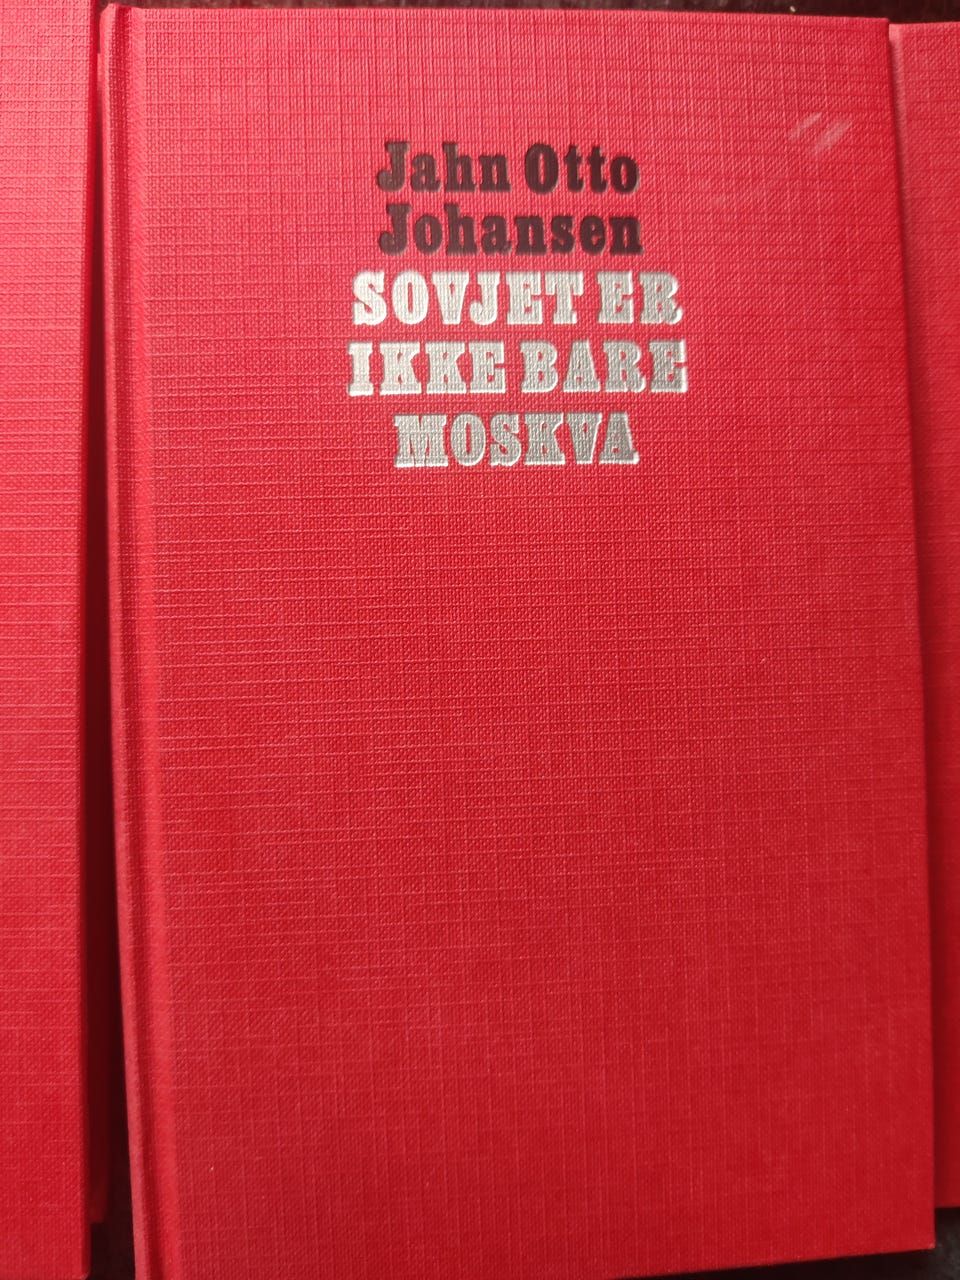 Jahn Otto
Johansen
SOVJET ER
IKKE BARE
MOSKVA